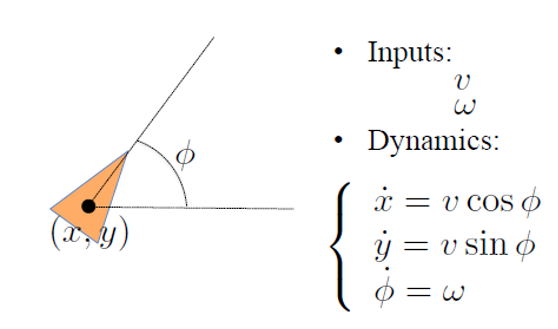 ϕ
(x, y)
• Inputs:
v
ω
• Dynamics:
{ ẋ = v cos ϕ
ẏ = v sin ϕ
ϕ̇ = ω